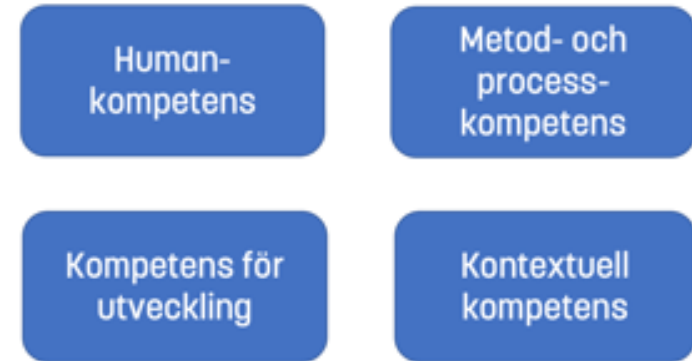 Human-
kompetens
Metod- och
process-
kompetens
Kompetens för
utveckling
Kontextuell
kompetens